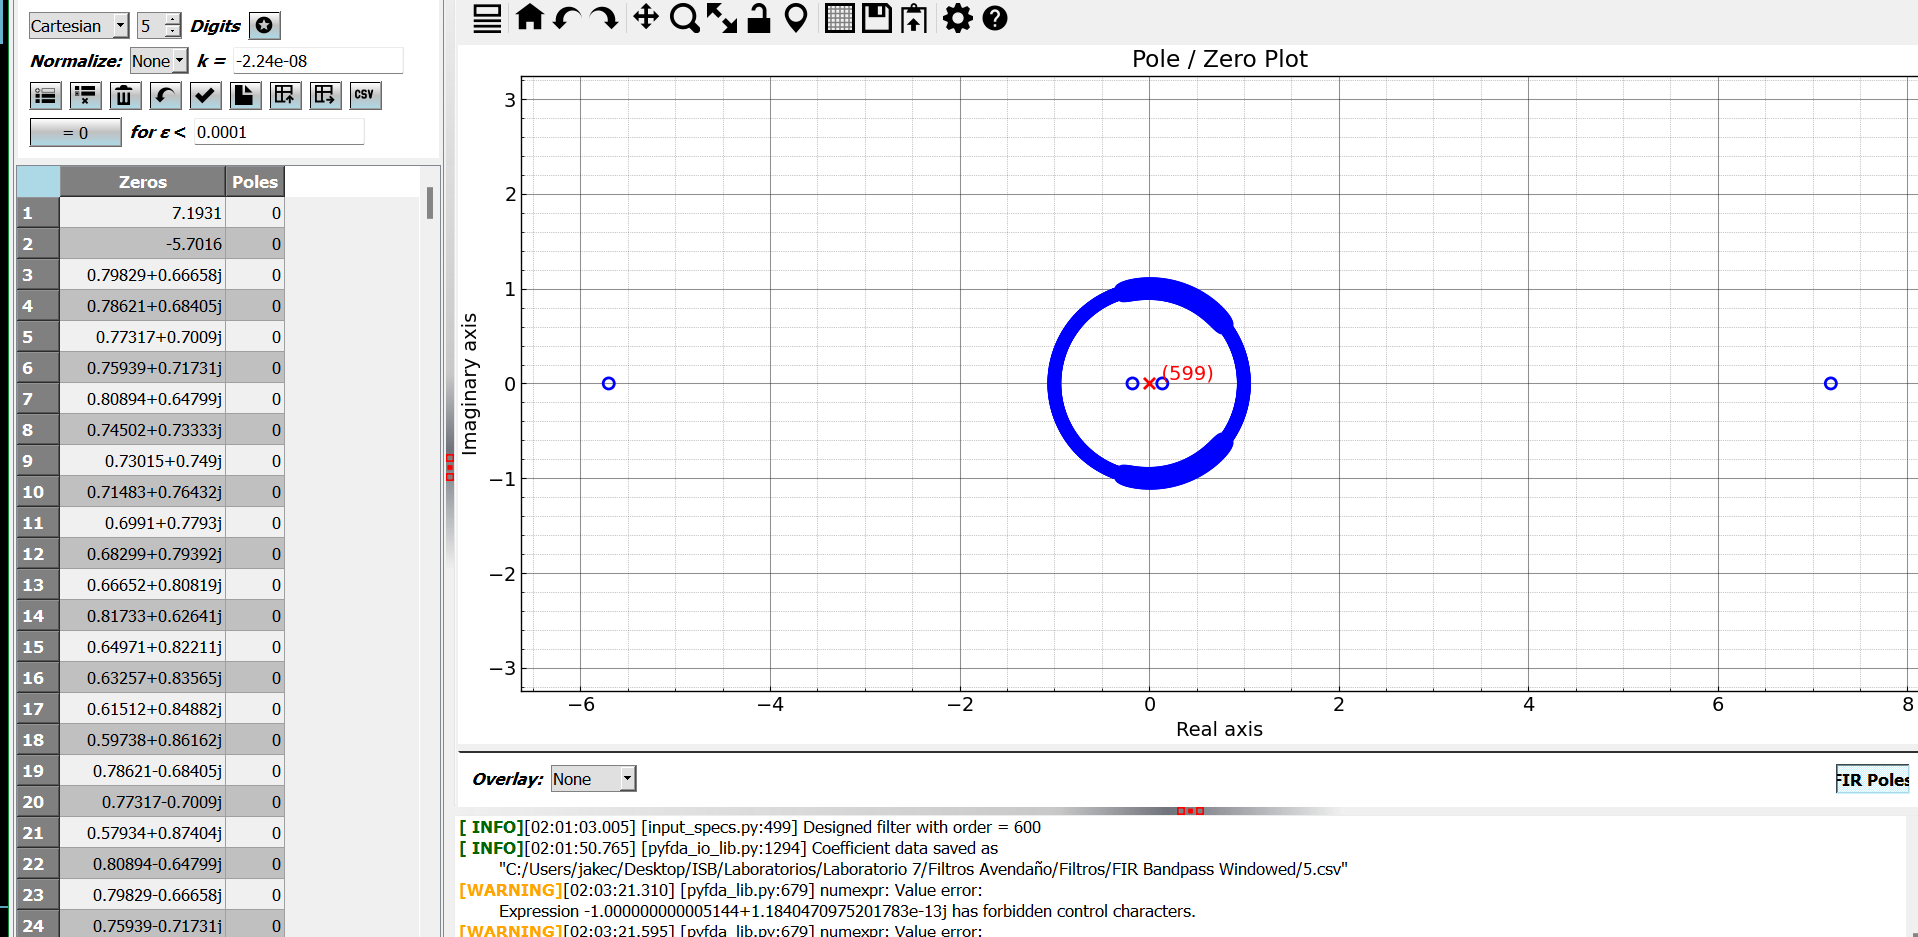 Cartesian 5 Digits
Normalize: None k = -2.24e-08
CSV
= 0 for ε < 0.0001
Zeros Poles
1 7.1931 0
2 -5.7016 0
3 0.79829+0.66658j 0
4 0.78621+0.68405j 0
5 0.77317+0.7009j 0
6 0.75939+0.71731j 0
7 0.80894+0.64799j 0
8 0.74502+0.73333j 0
9 0.73015+0.749j 0
10 0.71483+0.76432j 0
11 0.6991+0.7793j 0
12 0.68299+0.79392j 0
13 0.66652+0.80819j 0
14 0.81733+0.62641j 0
15 0.64971+0.82211j 0
16 0.63257+0.83565j 0
17 0.61512+0.84882j 0
18 0.59738+0.86162j 0
19 0.78621-0.68405j 0
20 0.77317-0.7009j 0
21 0.57934+0.87404j 0
22 0.80894-0.64799j 0
23 0.79829-0.66658j 0
24 0.75939-0.71731j 0
Pole / Zero Plot
3
2
1
0
−1
−2
−3
Imaginary axis
(599)
−6 −4 −2 0 2 4 6 8
Real axis
Overlay: None
FIR Poles
[ INFO][02:01:03.005] [input_specs.py:499] Designed filter with order = 600
[ INFO][02:01:50.765] [pyfda_io_lib.py:1294] Coefficient data saved as
"C:/Users/jakec/Desktop/ISB/Laboratorios/Laboratorio 7/Filtros Avendaño/Filtros/FIR Bandpass Windowed/5.csv"
[WARNING][02:03:21.310] [pyfda_lib.py:679] numexpr: Value error:
Expression -1.000000000005144+1.1840470975201783e-13j has forbidden control characters.
[WARNING][02:03:21.595] [pyfda_lib.py:679] numexpr: Value error: